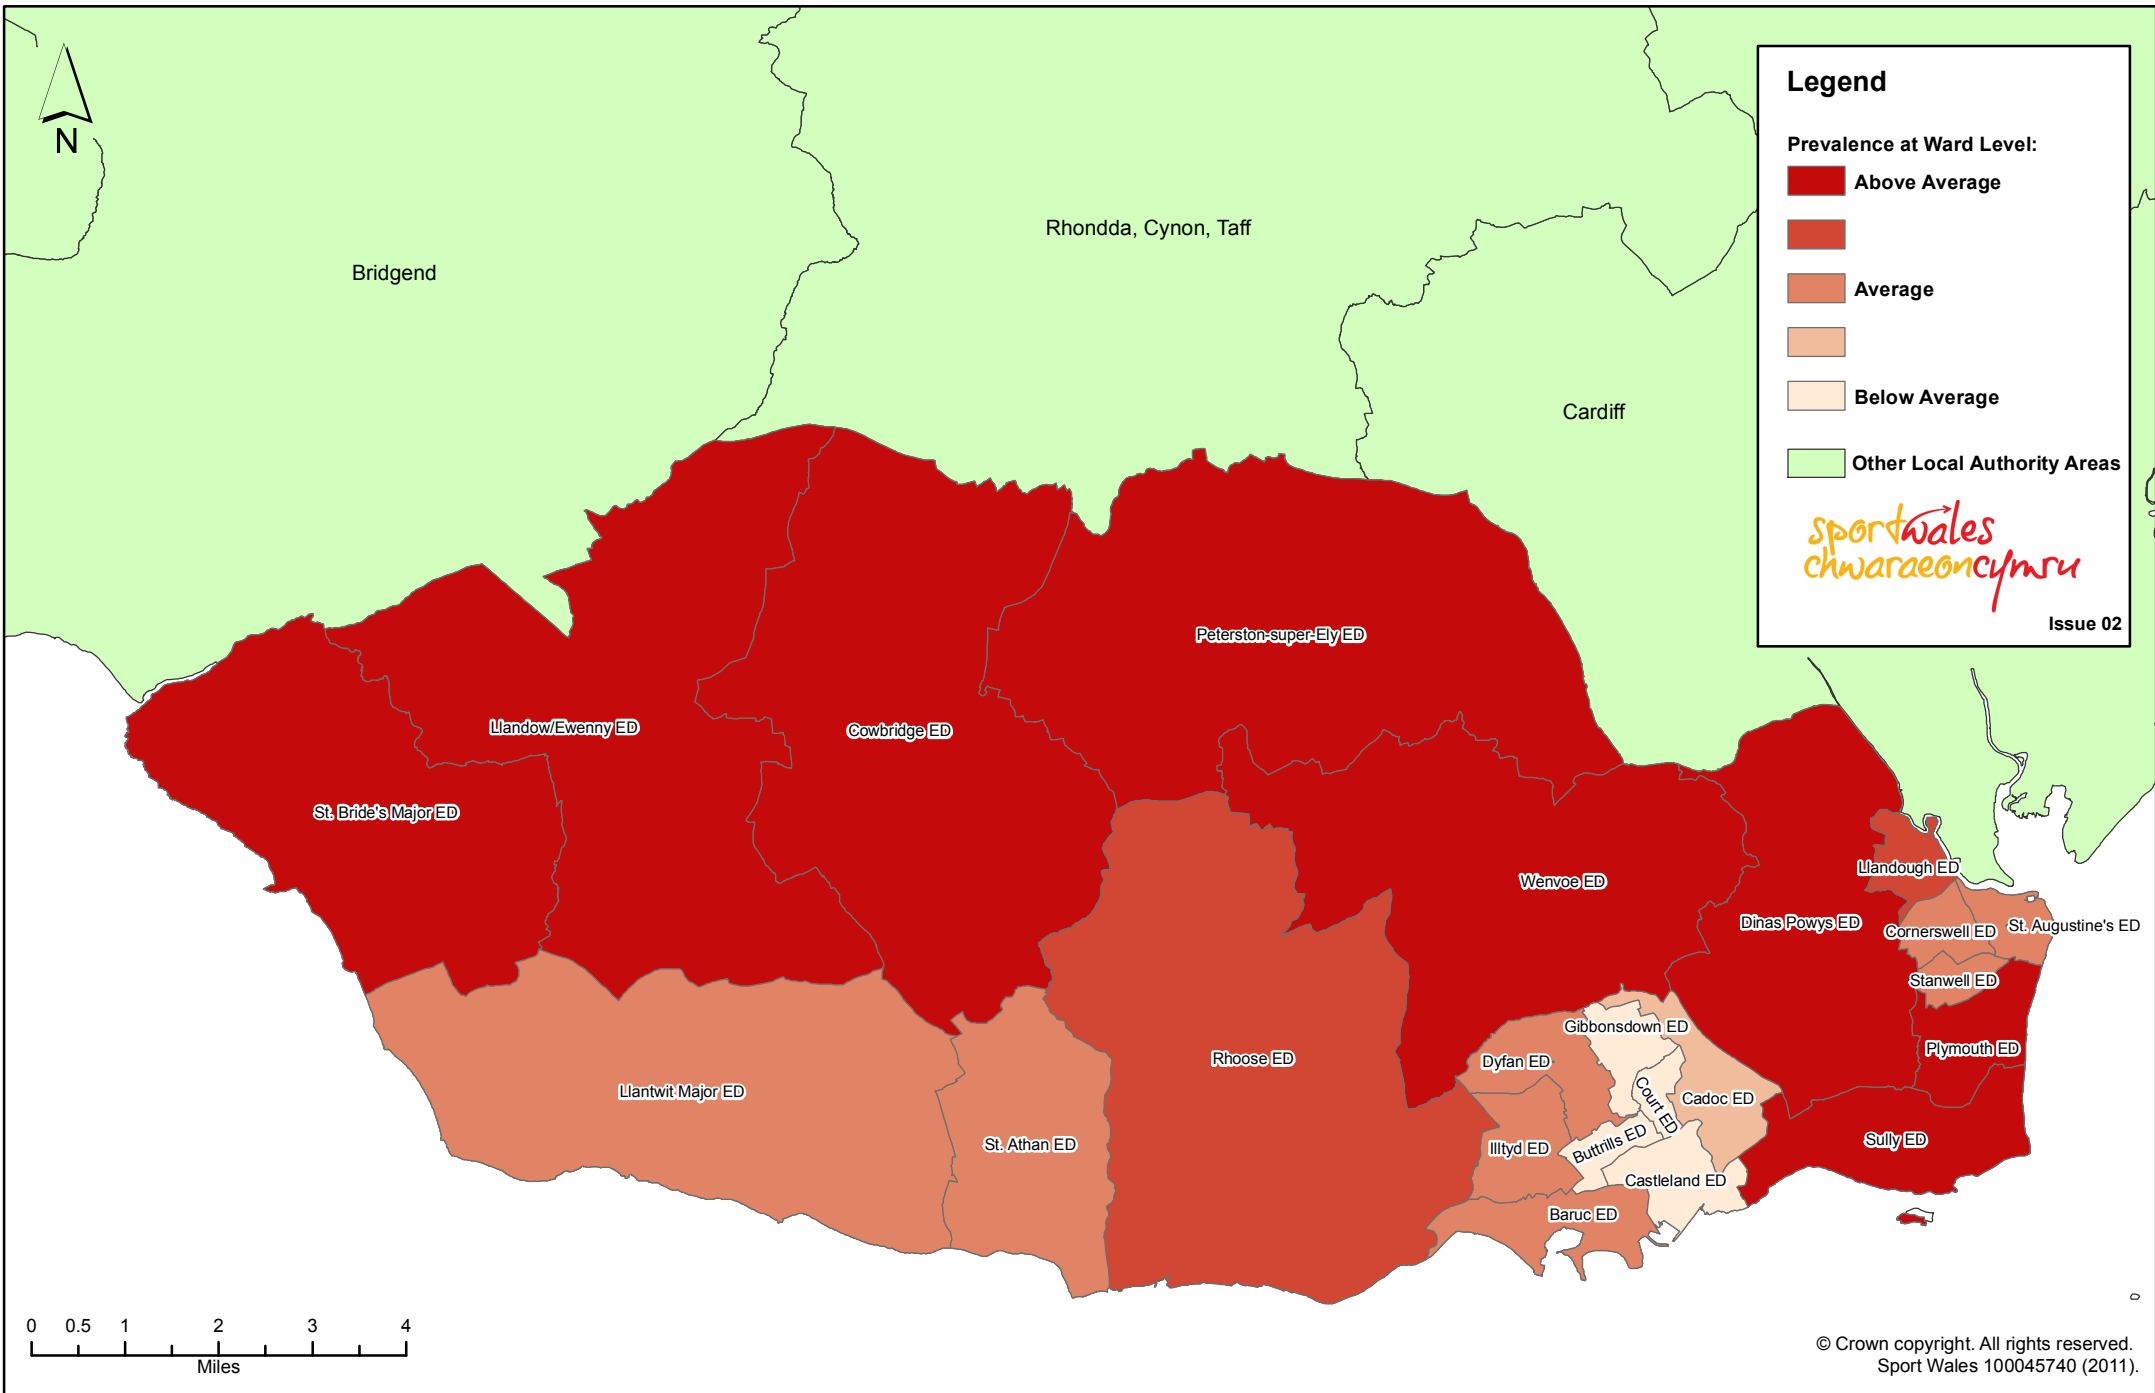 N
Bridgend
Rhondda, Cynon, Taff
Cardiff
Legend
Prevalence at Ward Level:
Above Average
Average
Below Average
Other Local Authority Areas
sportwales
chwaraeoncymru
Issue 02
Peterston-super-Ely ED
Llandow/Ewenny ED
Cowbridge ED
St. Bride's Major ED
Wenvoe ED
Llandough ED
Dinas Powys ED
Cornerswell ED
St. Augustine's ED
Stanwell ED
Gibbonsdown ED
Plymouth ED
Rhoose ED
Dyfan ED
Llantwit Major ED
Court ED
Cadoc ED
St. Athan ED
Illtyd ED
Buttrills ED
Sully ED
Castleland ED
Baruc ED
0 0.5 1 2 3 4
Miles
© Crown copyright. All rights reserved.
Sport Wales 100045740 (2011).